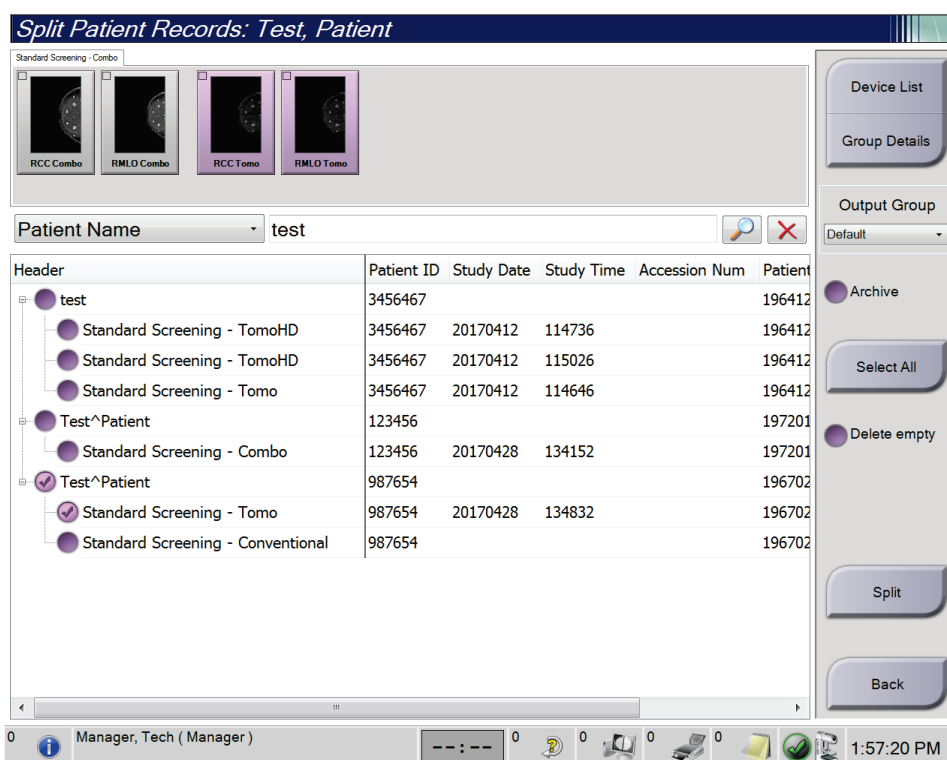 Split Patient Records: Test, Patient
Standard Screening - Combo
RCC Combo RMLO Combo RCC Tomo RMLO Tomo
Device List
Group Details
Output Group
Default
Archive
Select All
Delete empty
Split
Back
Patient Name test
Header Patient ID Study Date Study Time Accession Num Patient
test 3456467 196412
Standard Screening - TomoHD 3456467 20170412 114736 196412
Standard Screening - TomoHD 3456467 20170412 115026 196412
Standard Screening - Tomo 3456467 20170412 114646 196412
Test^Patient 123456 197201
Standard Screening - Combo 123456 20170428 134152 197201
Test^Patient 987654 196702
Standard Screening - Tomo 987654 20170428 134832 196702
Standard Screening - Conventional 987654 196702
0 Manager, Tech ( Manager ) --:-- 0 0 0 0 1:57:20 PM